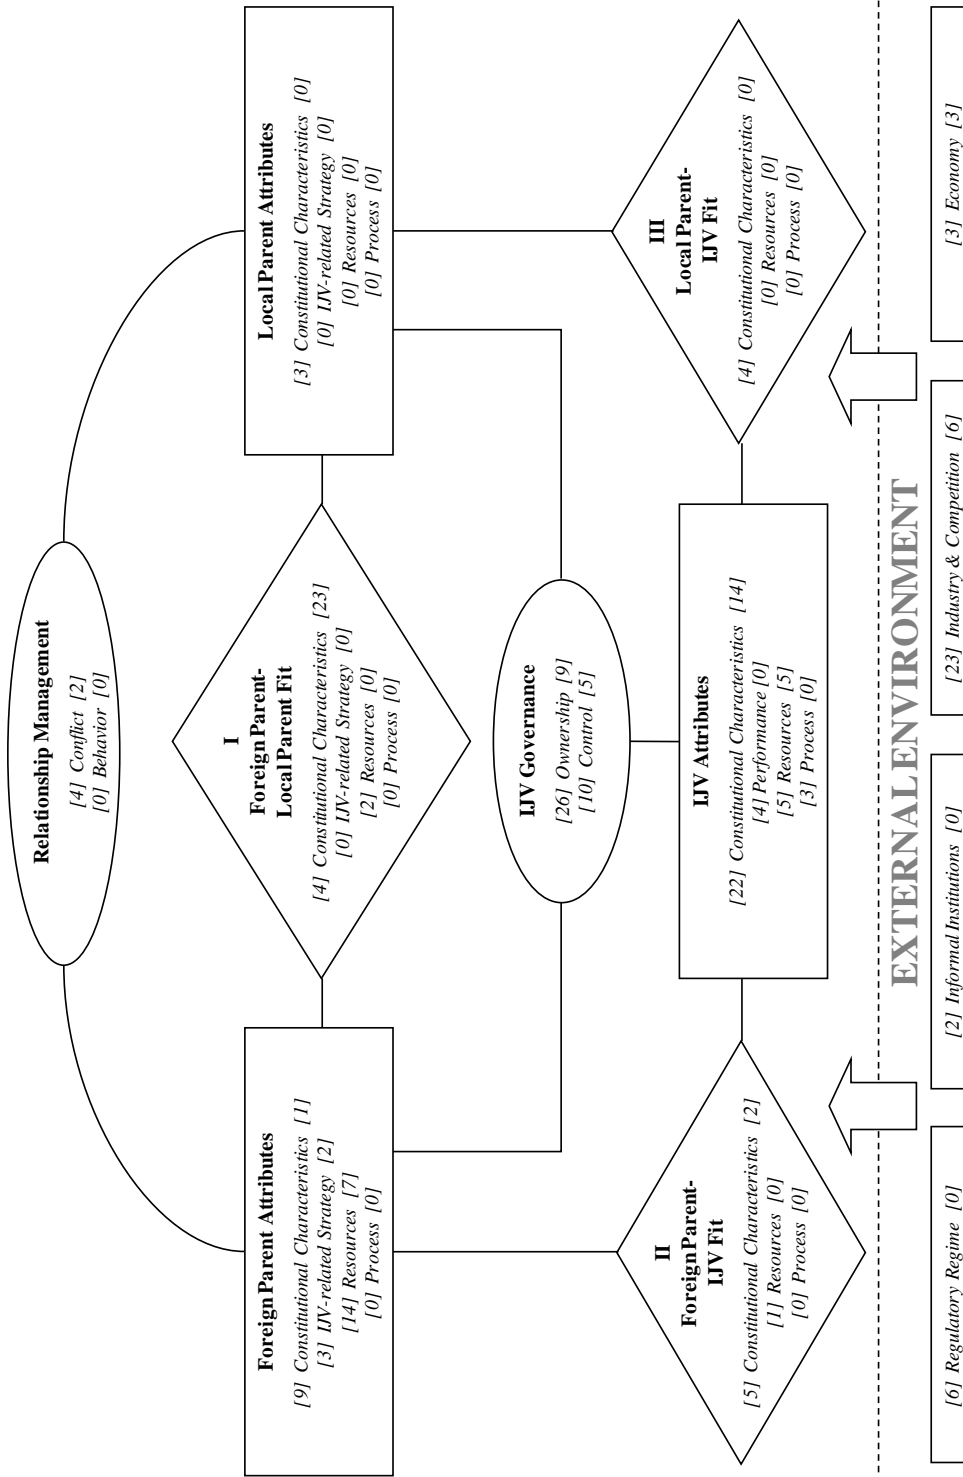 Relationship Management
[4] Conflict [2]
[0] Behavior [0]
Foreign Parent Attributes
[9] Constitutional Characteristics [1]
[3] IJV-related Strategy [2]
[14] Resources [7]
[0] Process [0]
I
Foreign Parent-
Local Parent Fit
[4] Constitutional Characteristics [23]
[0] IJV-related Strategy [0]
[2] Resources [0]
[0] Process [0]
Local Parent Attributes
[3] Constitutional Characteristics [0]
[0] IJV-related Strategy [0]
[0] Resources [0]
[0] Process [0]
IJV Governance
[26] Ownership [9]
[10] Control [5]
II
Foreign Parent-
IJV Fit
[5] Constitutional Characteristics [2]
[1] Resources [0]
[0] Process [0]
IJV Attributes
[22] Constitutional Characteristics [14]
[4] Performance [0]
[5] Resources [5]
[3] Process [0]
III
Local Parent-
IJV Fit
[4] Constitutional Characteristics [0]
[0] Resources [0]
[0] Process [0]
EXTERNAL ENVIRONMENT
[6] Regulatory Regime [0]
[2] Informal Institutions [0]
[23] Industry & Competition [6]
[3] Economy [3]